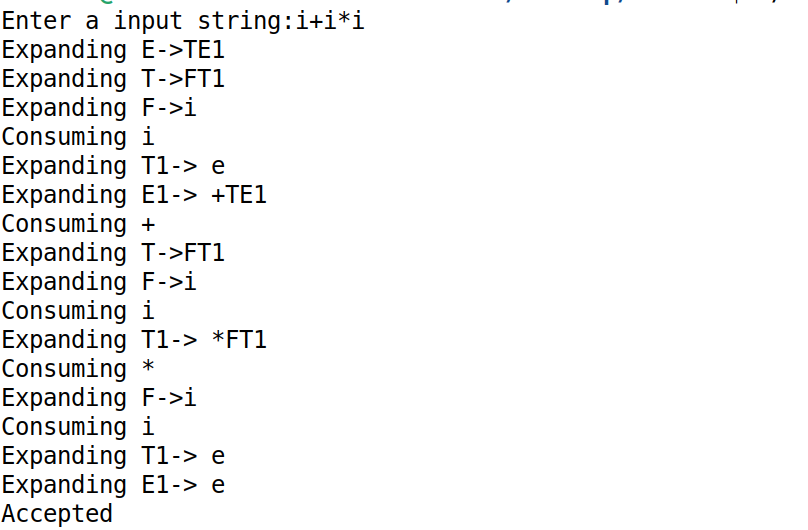 Enter a input string:i+i*i
Expanding E->TE1
Expanding T->FT1
Expanding F->i
Consuming i
Expanding T1-> e
Expanding E1-> +TE1
Consuming +
Expanding T->FT1
Expanding F->i
Consuming i
Expanding T1-> *FT1
Consuming *
Expanding F->i
Consuming i
Expanding T1-> e
Expanding E1-> e
Accepted